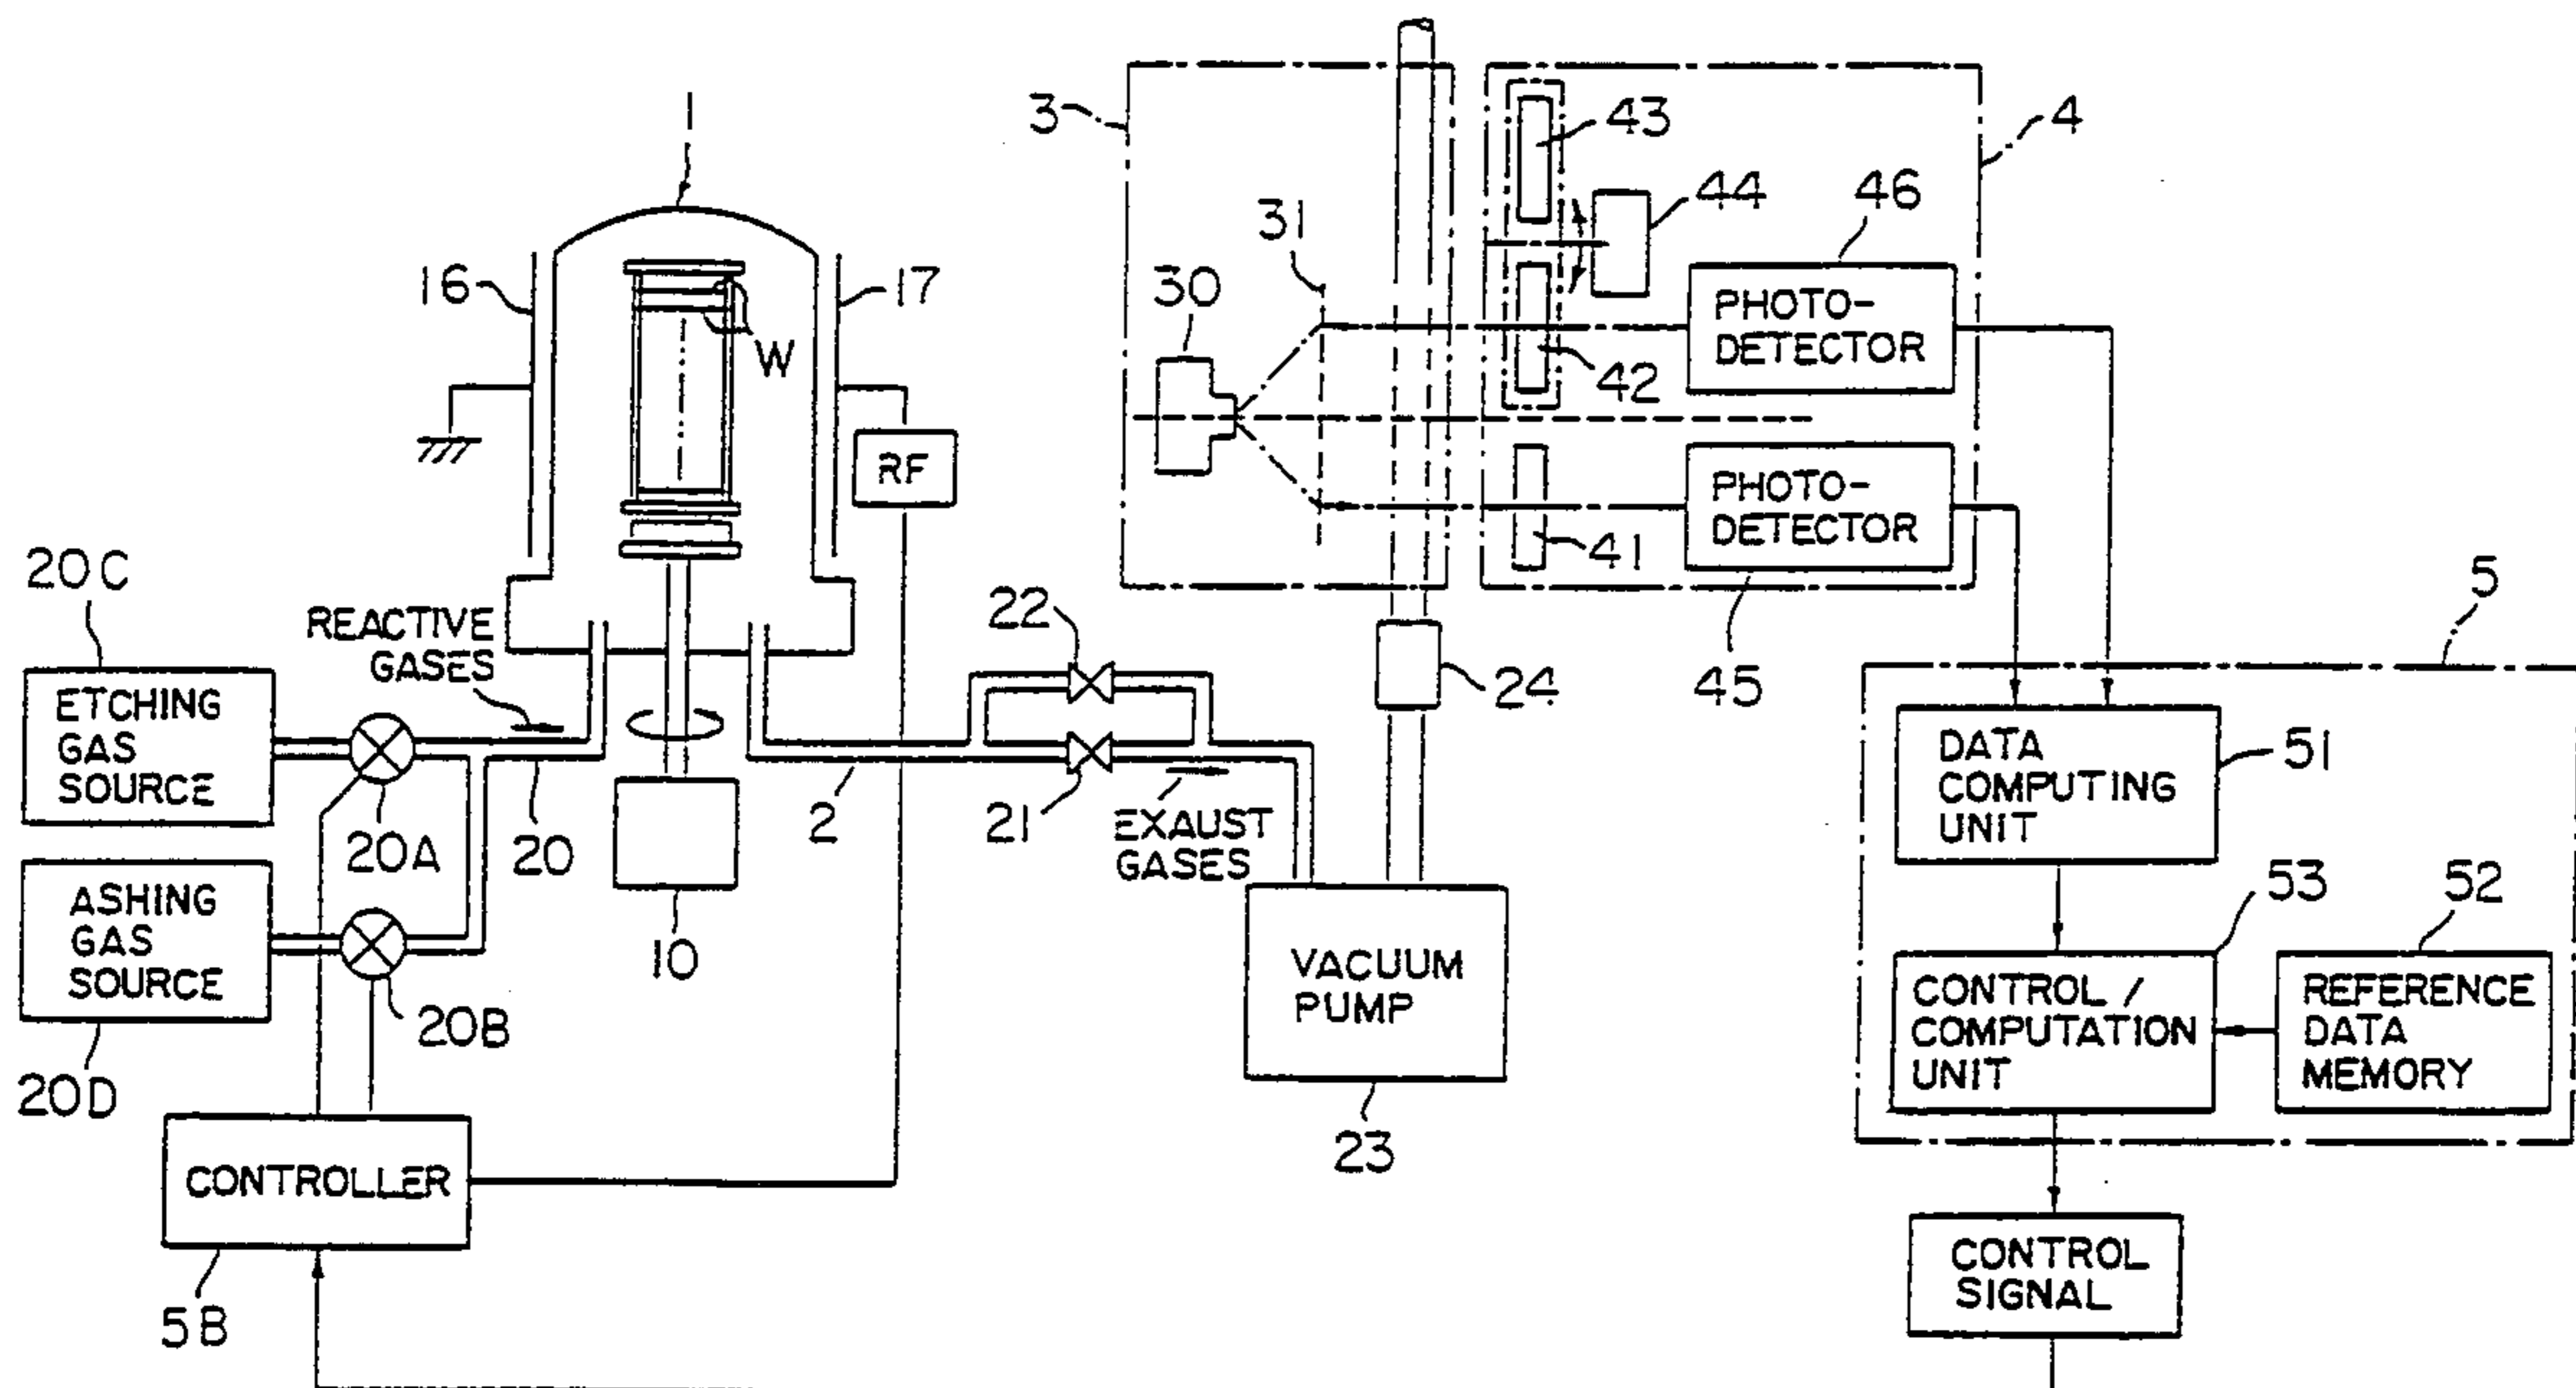 3
43
4
44
46
31
1
16
17
30
PHOTO-
DETECTOR
W
42
RF
PHOTO-
DETECTOR
41
20C
5
REACTIVE
GASES
22
24
45
ETCHING
GAS
SOURCE
DATA
COMPUTING
UNIT
51
20A
20
2
21
EXAUST
GASES
ASHING
GAS
SOURCE
53
52
10
VACUUM
PUMP
CONTROL /
COMPUTATION
UNIT
REFERENCE
DATA
MEMORY
20B
20D
23
CONTROLLER
CONTROL
SIGNAL
5B